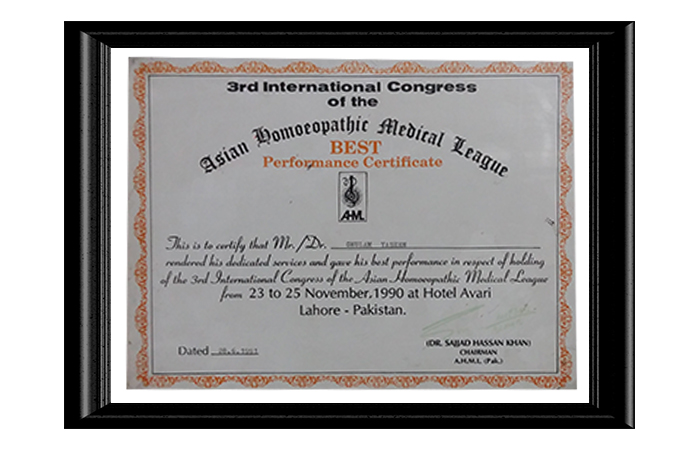 3rd International Congress
of the
Asian Homoeopathic Medical League
BEST
Performance Certificate
AHML
This is to certify that Mr./Dr. GHULAM YASEEN
rendered his dedicated services and gave his best performance in respect of holding
of the 3rd International Congress of the Asian Homoeopathic Medical League
from 23 to 25 November,1990 at Hotel Avari
Lahore - Pakistan.
(DR. SAJJAD HASSAN KHAN)
CHAIRMAN
A.H.M.L (Pak.)
Dated